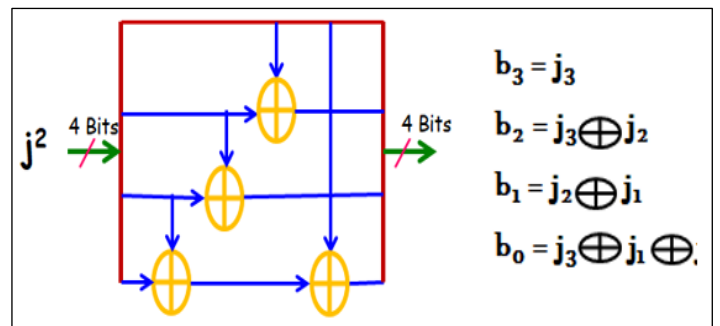 j²
4 Bits
4 Bits
b₃ = j₃
b₂ = j₃⊕j₂
b₁ = j₂⊕j₁
b₀ = j₃⊕j₁⊕